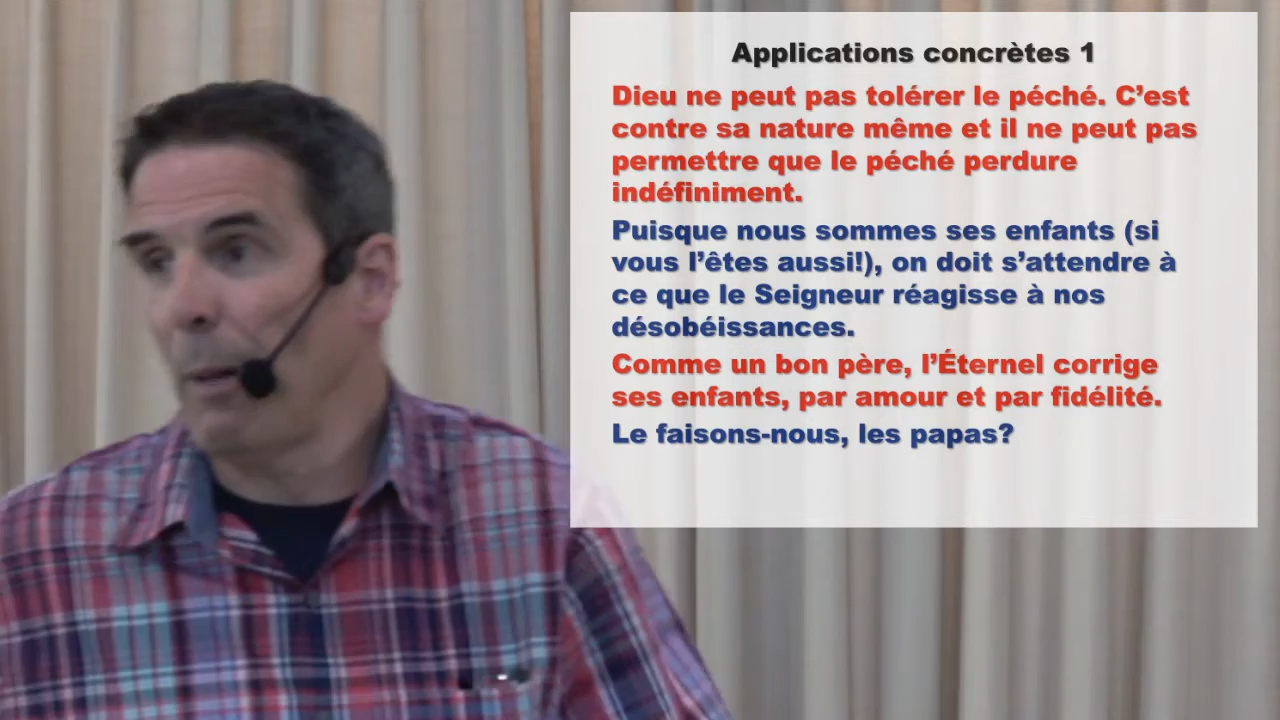 Applications concrètes 1
Dieu ne peut pas tolérer le péché. C’est
contre sa nature même et il ne peut pas
permettre que le péché perdure
indéfiniment.
Puisque nous sommes ses enfants (si
vous l’êtes aussi!), on doit s’attendre à
ce que le Seigneur réagisse à nos
désobéissances.
Comme un bon père, l’Éternel corrige
ses enfants, par amour et par fidélité.
Le faisons-nous, les papas?